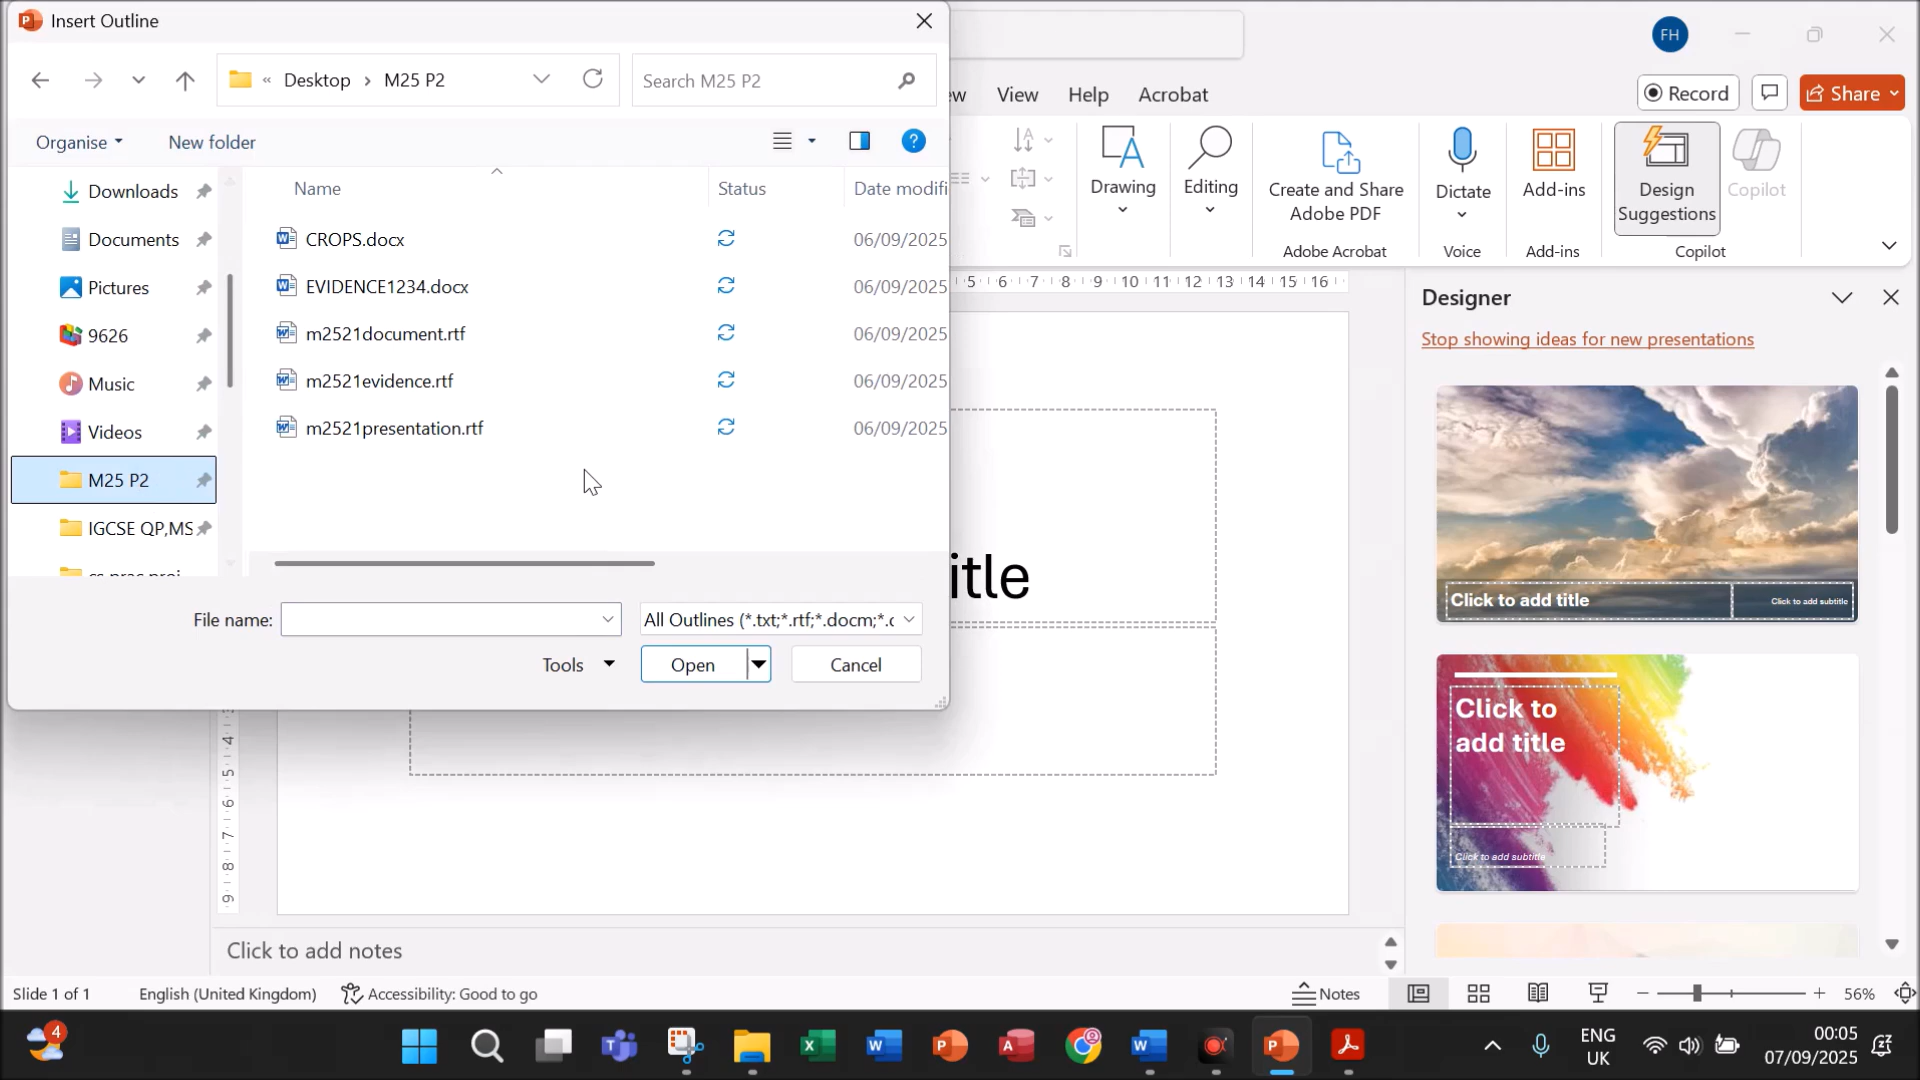 Insert Outline
« Desktop › M25 P2
Search M25 P2
FH
View Help Acrobat
Record
Share
Organise
New folder
Drawing
Editing
Create and Share
Adobe PDF
Adobe Acrobat
Dictate
Voice
Add-ins
Add-ins
Design
Suggestions
Copilot
Copilot
Downloads
Documents
Pictures
9626
Music
Videos
M25 P2
IGCSE QP,MS
Name Status Date modifi
CROPS.docx 06/09/2025
EVIDENCE1234.docx 06/09/2025
m2521document.rtf 06/09/2025
m2521evidence.rtf 06/09/2025
m2521presentation.rtf 06/09/2025
File name:
All Outlines (*.txt;*.rtf;*.docm;*.c
Tools
Open
Cancel
5 6 7 8 9 10 11 12 13 14 15 16
itle
4 5 6 7 8 9
Designer
Stop showing ideas for new presentations
Click to add title
Click to add subtitle
Click to
add title
Click to add subtitle
Click to add notes
Slide 1 of 1
English (United Kingdom)
Accessibility: Good to go
Notes
56%
4
ENG
UK
00:05
07/09/2025